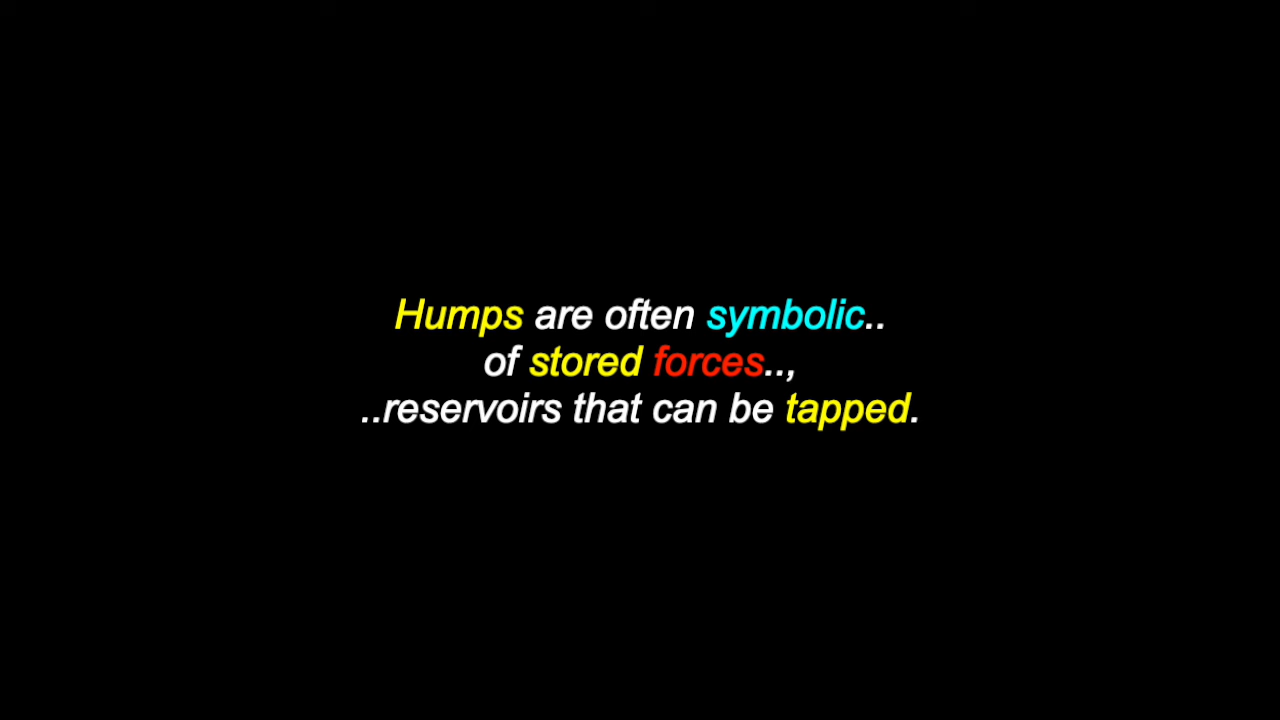 Humps are often symbolic..
of stored forces..,
..reservoirs that can be tapped.